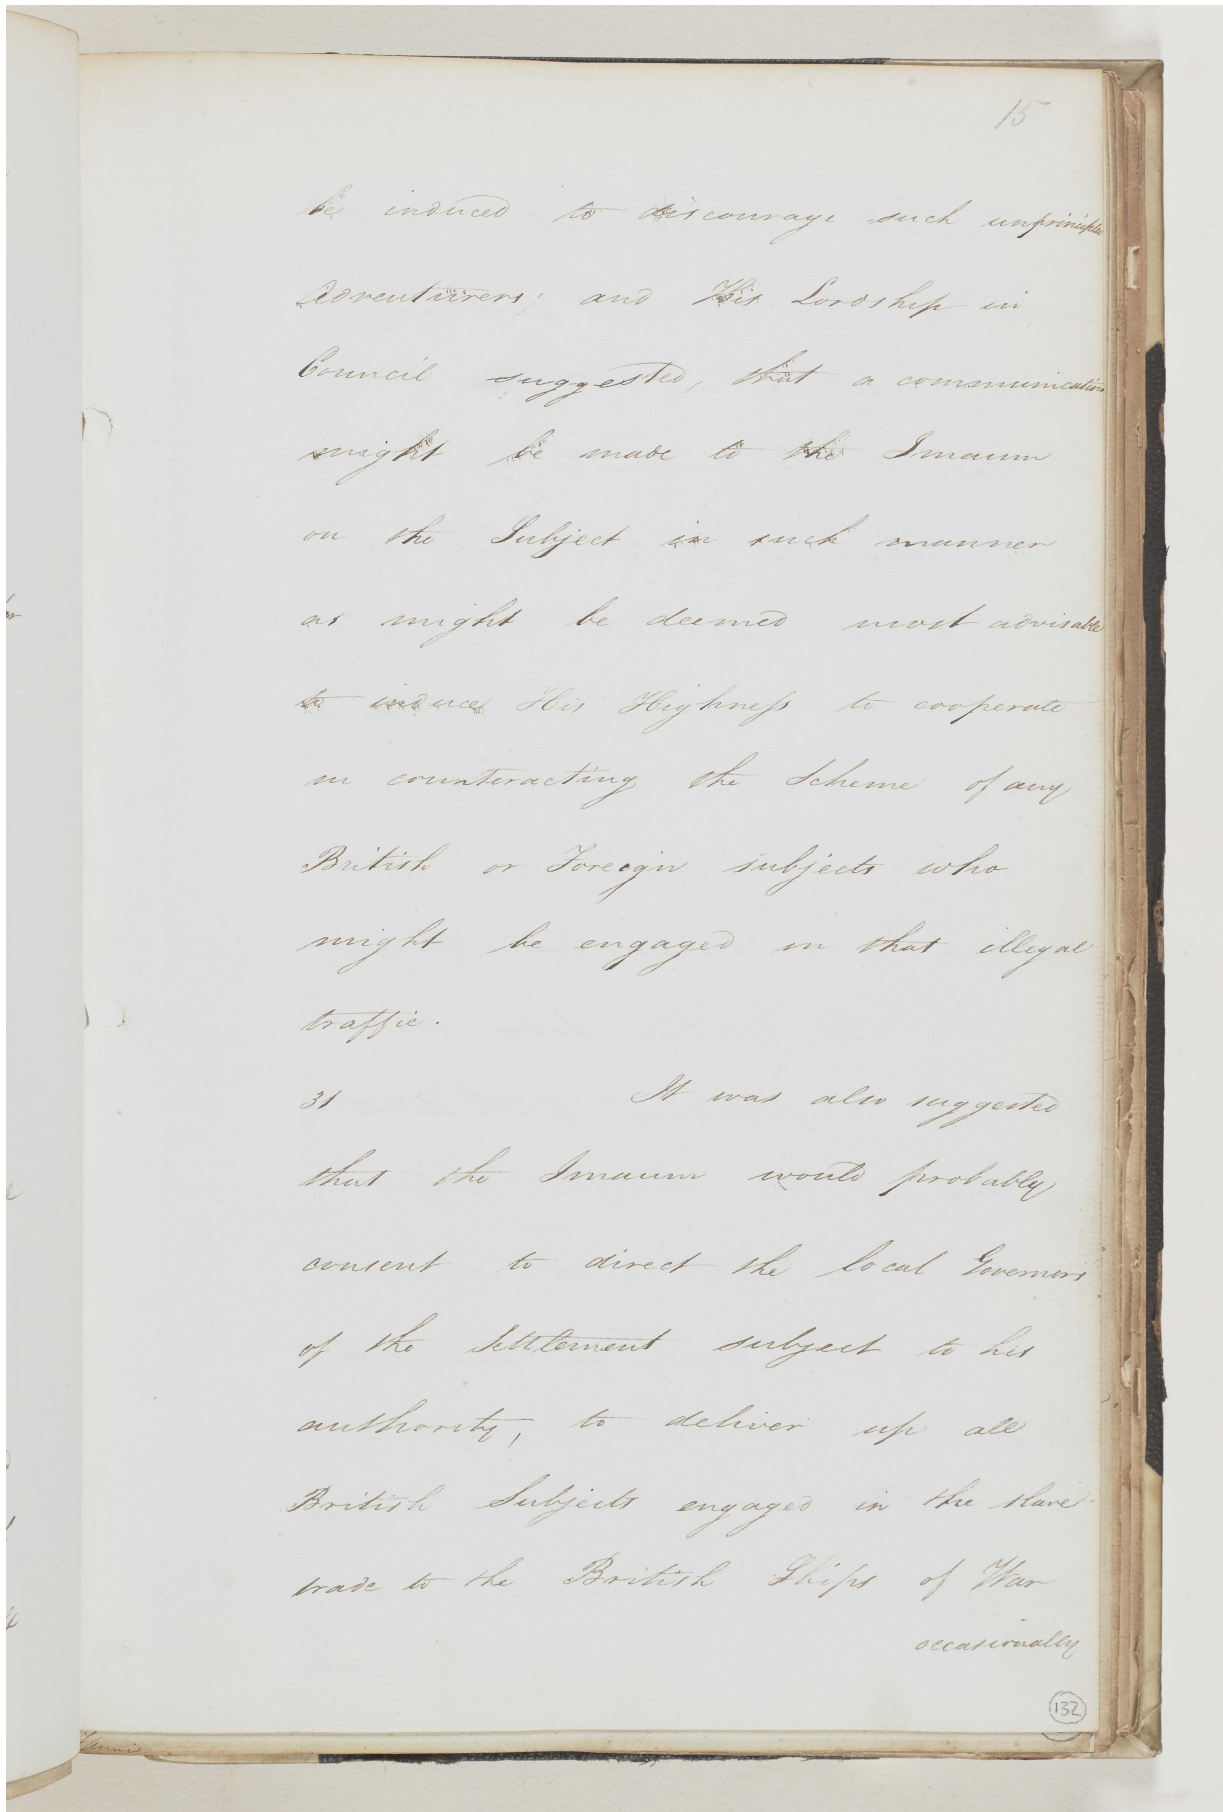 15
be induced to discourage such unprincipled
Adventurers; and His Lordship in
Council suggested, that a communication
might be made to the Imaum
on the Subject in such manner
as might be deemed most advisable
to induce His Highness to cooperate
in counteracting the Scheme of any
British or Foreign subjects who
might be engaged in that illegal
traffic.
31 It was also suggested
that the Imaum would probably
consent to direct the local Governors
of the Settlement subject to his
authority, to deliver up all
British Subjects engaged in the slave
trade to the British Ships of War
occasionally
132